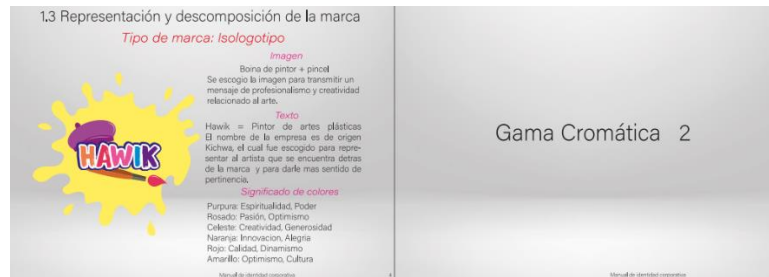 1.3 Representación y descomposición de la marca
Tipo de marca: Isologotipo
Imagen
Boina de pintor + pincel
Se escogio la imagen para transmitir un
mensaje de profesionalismo y creatividad
relacionado al arte.
Texto
Hawik = Pintor de artes plásticas
El nombre de la empresa es de origen
Kichwa, el cual fue escogido para repre-
sentar al artista que se encuentra detras
de la marca y para darle mas sentido de
pertinencia.
Significado de colores
Purpura: Espiritualidad, Poder
Rosado: Pasión, Optimismo
Celeste: Creatividad, Generosidad
Naranja: Innovacion, Alegria
Rojo: Calidad, Dinamismo
Amarillo: Optimismo, Cultura
HAWIK
Manual de identidad corporativa
Gama Cromática 2
Manual de identidad corporativa